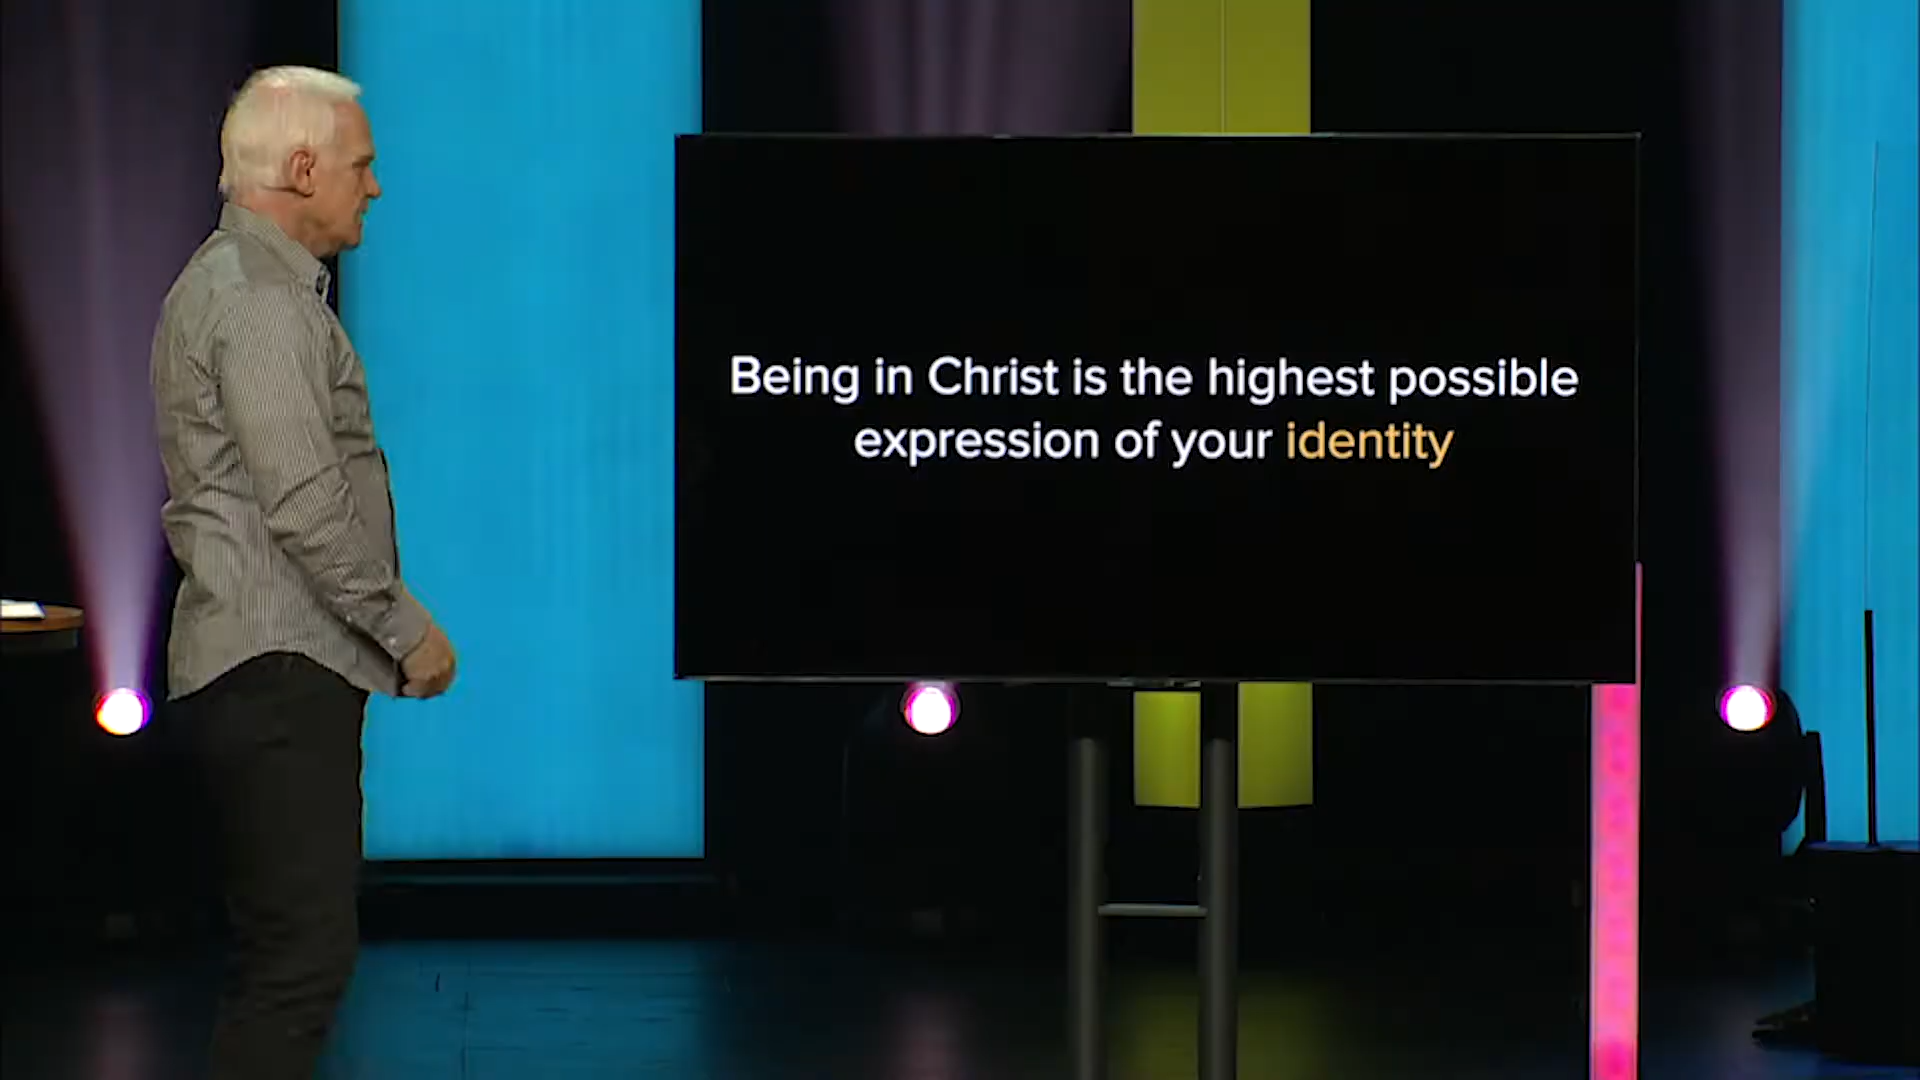 Being in Christ is the highest possible
expression of your identity